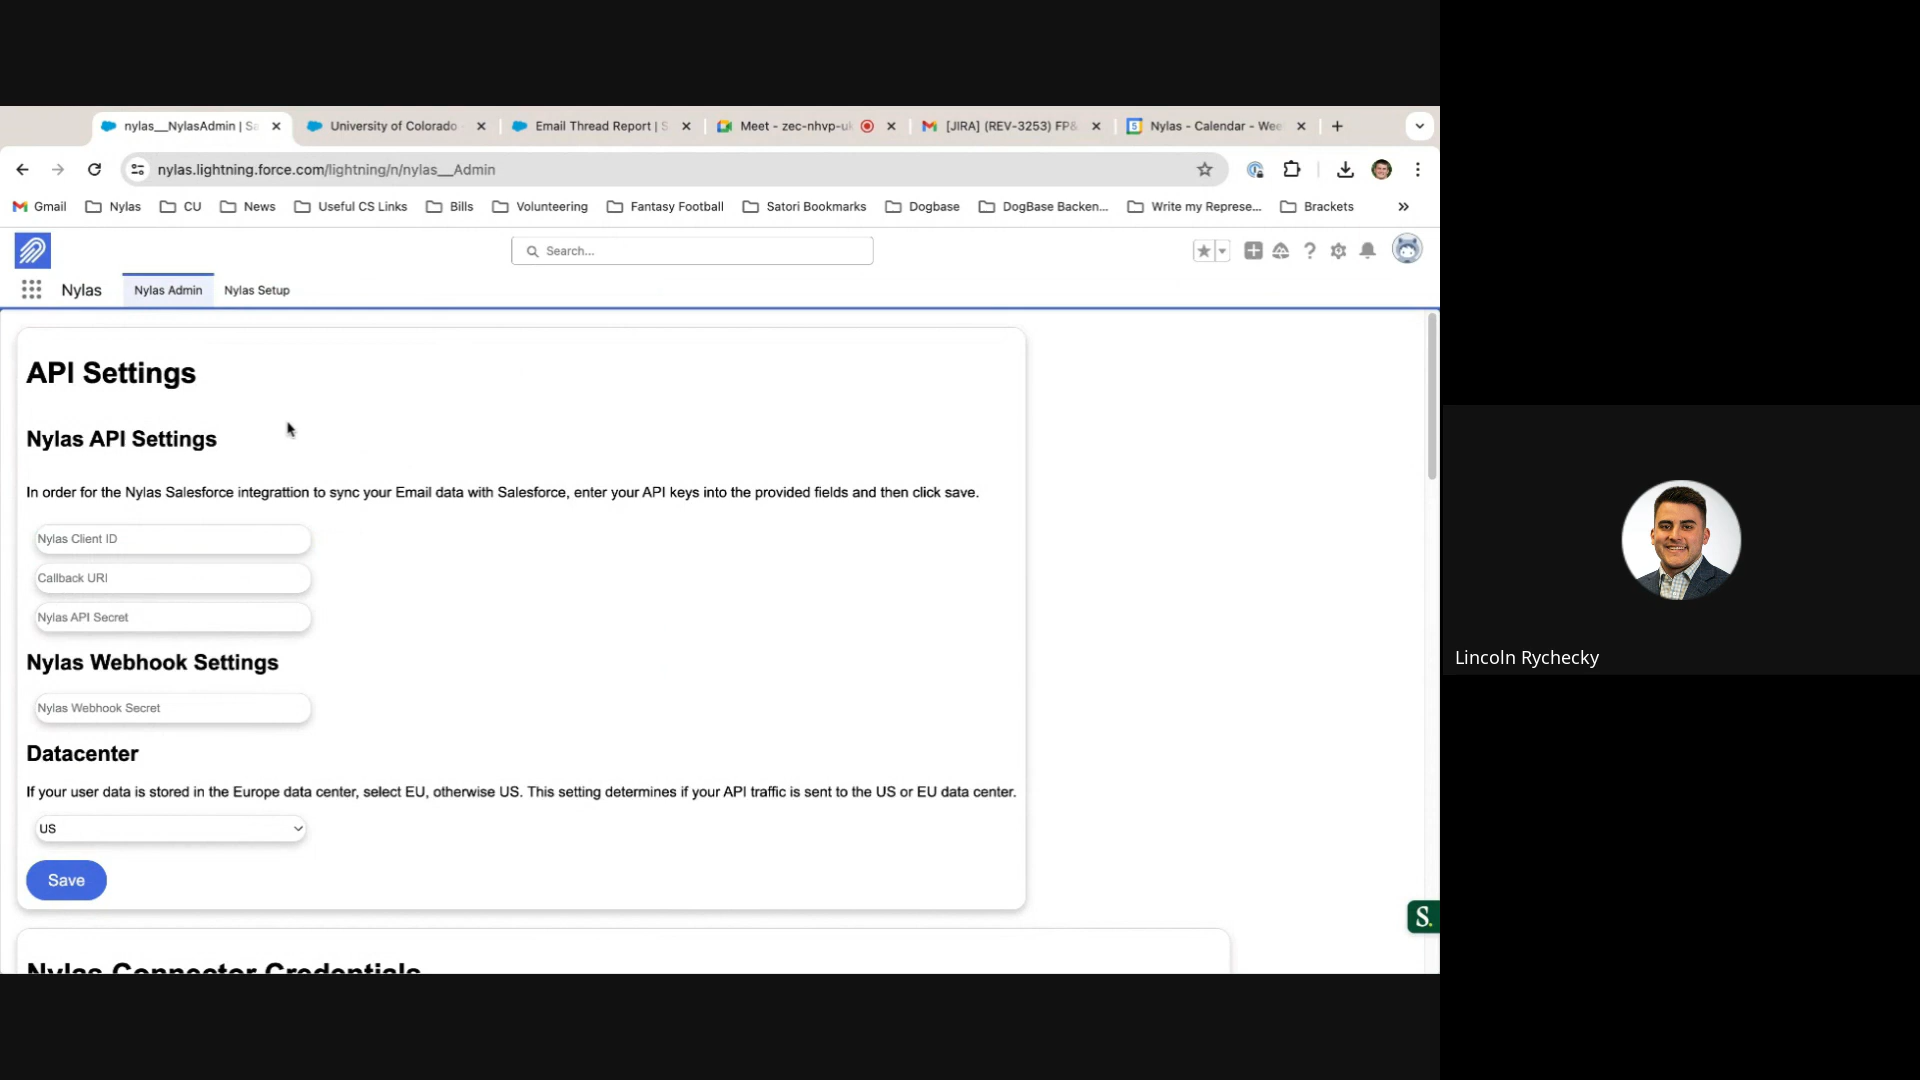 nylas__NylasAdmin | Sa
University of Colorado
Email Thread Report | S
Meet - zec-nhvp-u
[JIRA] (REV-3253) FP&
5
Nylas - Calendar - Wee
nylas.lightning.force.com/lightning/n/nylas__Admin
Gmail
Nylas
CU
News
Useful CS Links
Bills
Volunteering
Fantasy Football
Satori Bookmarks
Dogbase
DogBase Backen...
Write my Represe...
Brackets
Search...
Nylas
Nylas Admin
Nylas Setup
API Settings
Nylas API Settings
In order for the Nylas Salesforce integrattion to sync your Email data with Salesforce, enter your API keys into the provided fields and then click save.
Nylas Client ID
Callback URI
Nylas API Secret
Nylas Webhook Settings
Nylas Webhook Secret
Datacenter
If your user data is stored in the Europe data center, select EU, otherwise US. This setting determines if your API traffic is sent to the US or EU data center.
US
Save
S.
Nylas Connector Credentials
Lincoln Rychecky